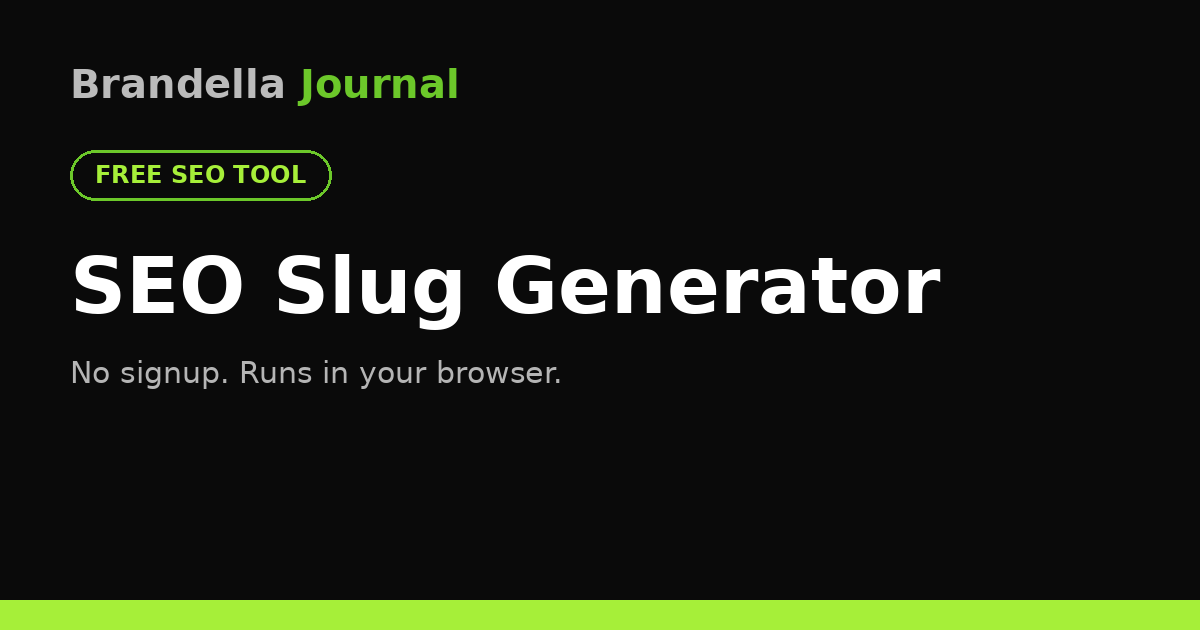 Brandella Journal
FREE SEO TOOL
SEO Slug Generator
No signup. Runs in your browser.